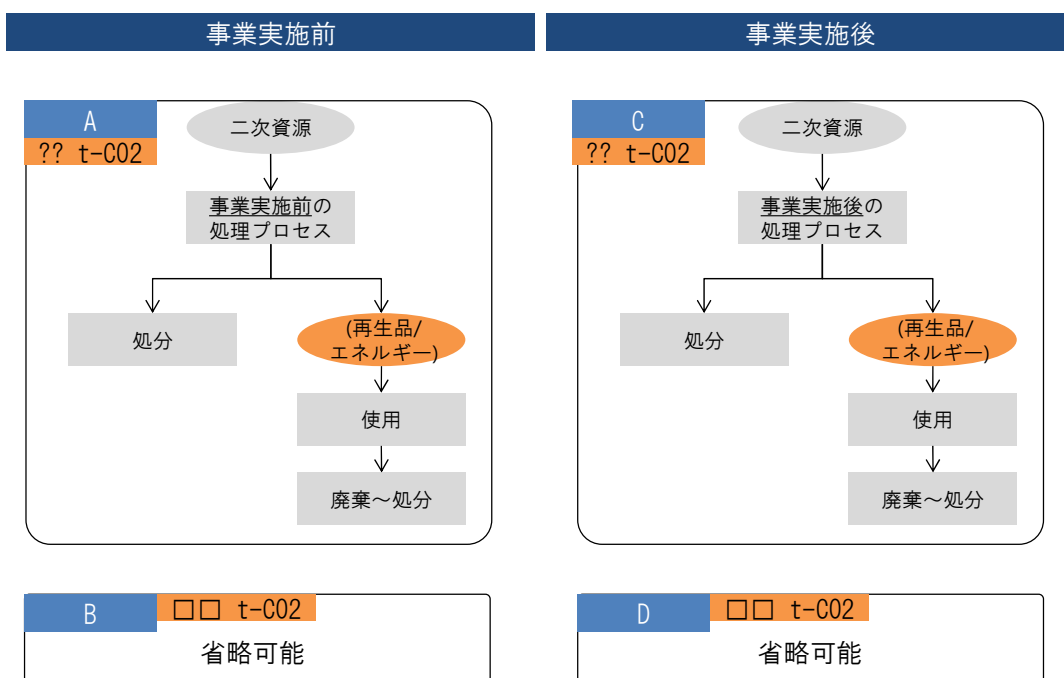 事業実施前
事業実施後
A
?? t-CO2
二次資源
事業実施前の
処理プロセス
処分
(再生品/
エネルギー)
使用
廃棄～処分
C
?? t-CO2
二次資源
事業実施後の
処理プロセス
処分
(再生品/
エネルギー)
使用
廃棄～処分
B
□□ t-CO2
省略可能
D
□□ t-CO2
省略可能